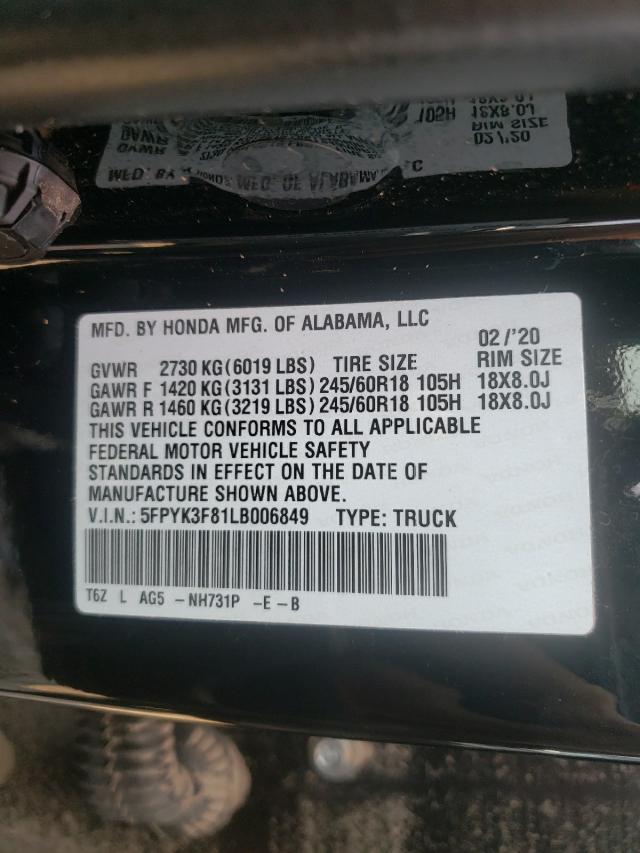 MFD. BY HONDA MFG. OF ALABAMA, LLC
02/'20
GVWR 2730 KG(6019 LBS) TIRE SIZE RIM SIZE
GAWR F 1420 KG(3131 LBS) 245/60R18 105H 18X8.0J
GAWR R 1460 KG(3219 LBS) 245/60R18 105H 18X8.0J
THIS VEHICLE CONFORMS TO ALL APPLICABLE
FEDERAL MOTOR VEHICLE SAFETY
STANDARDS IN EFFECT ON THE DATE OF
MANUFACTURE SHOWN ABOVE.
V.I.N.: 5FPYK3F81LB006849 TYPE: TRUCK
T6Z L AG5 -NH731P -E-B